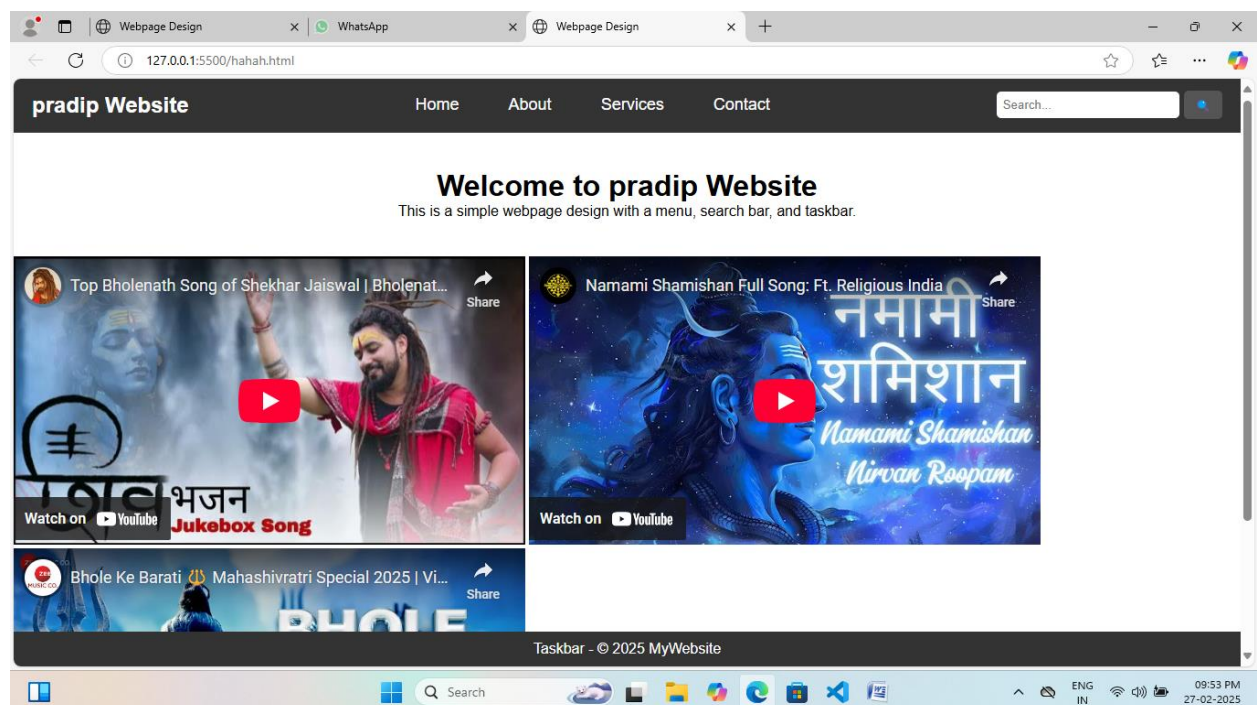 Webpage Design
WhatsApp
Webpage Design
127.0.0.1:5500/hahah.html
pradip Website
Home
About
Services
Contact
Search...
Welcome to pradip Website
This is a simple webpage design with a menu, search bar, and taskbar.
Top Bholenath Song of Shekhar Jaiswal | Bholenat...
Share
शिव भजन
Jukebox Song
Watch on YouTube
Namami Shamishan Full Song: Ft. Religious India
Share
नमामी
शमिशान
Namami Shamishan
Nirvan Roopam
Watch on YouTube
ZEE
MUSIC CO.
Bhole Ke Barati 🔱 Mahashivratri Special 2025 | Vi...
Share
BHOLE
Taskbar - © 2025 MyWebsite
Search
ENG
IN
09:53 PM
27-02-2025